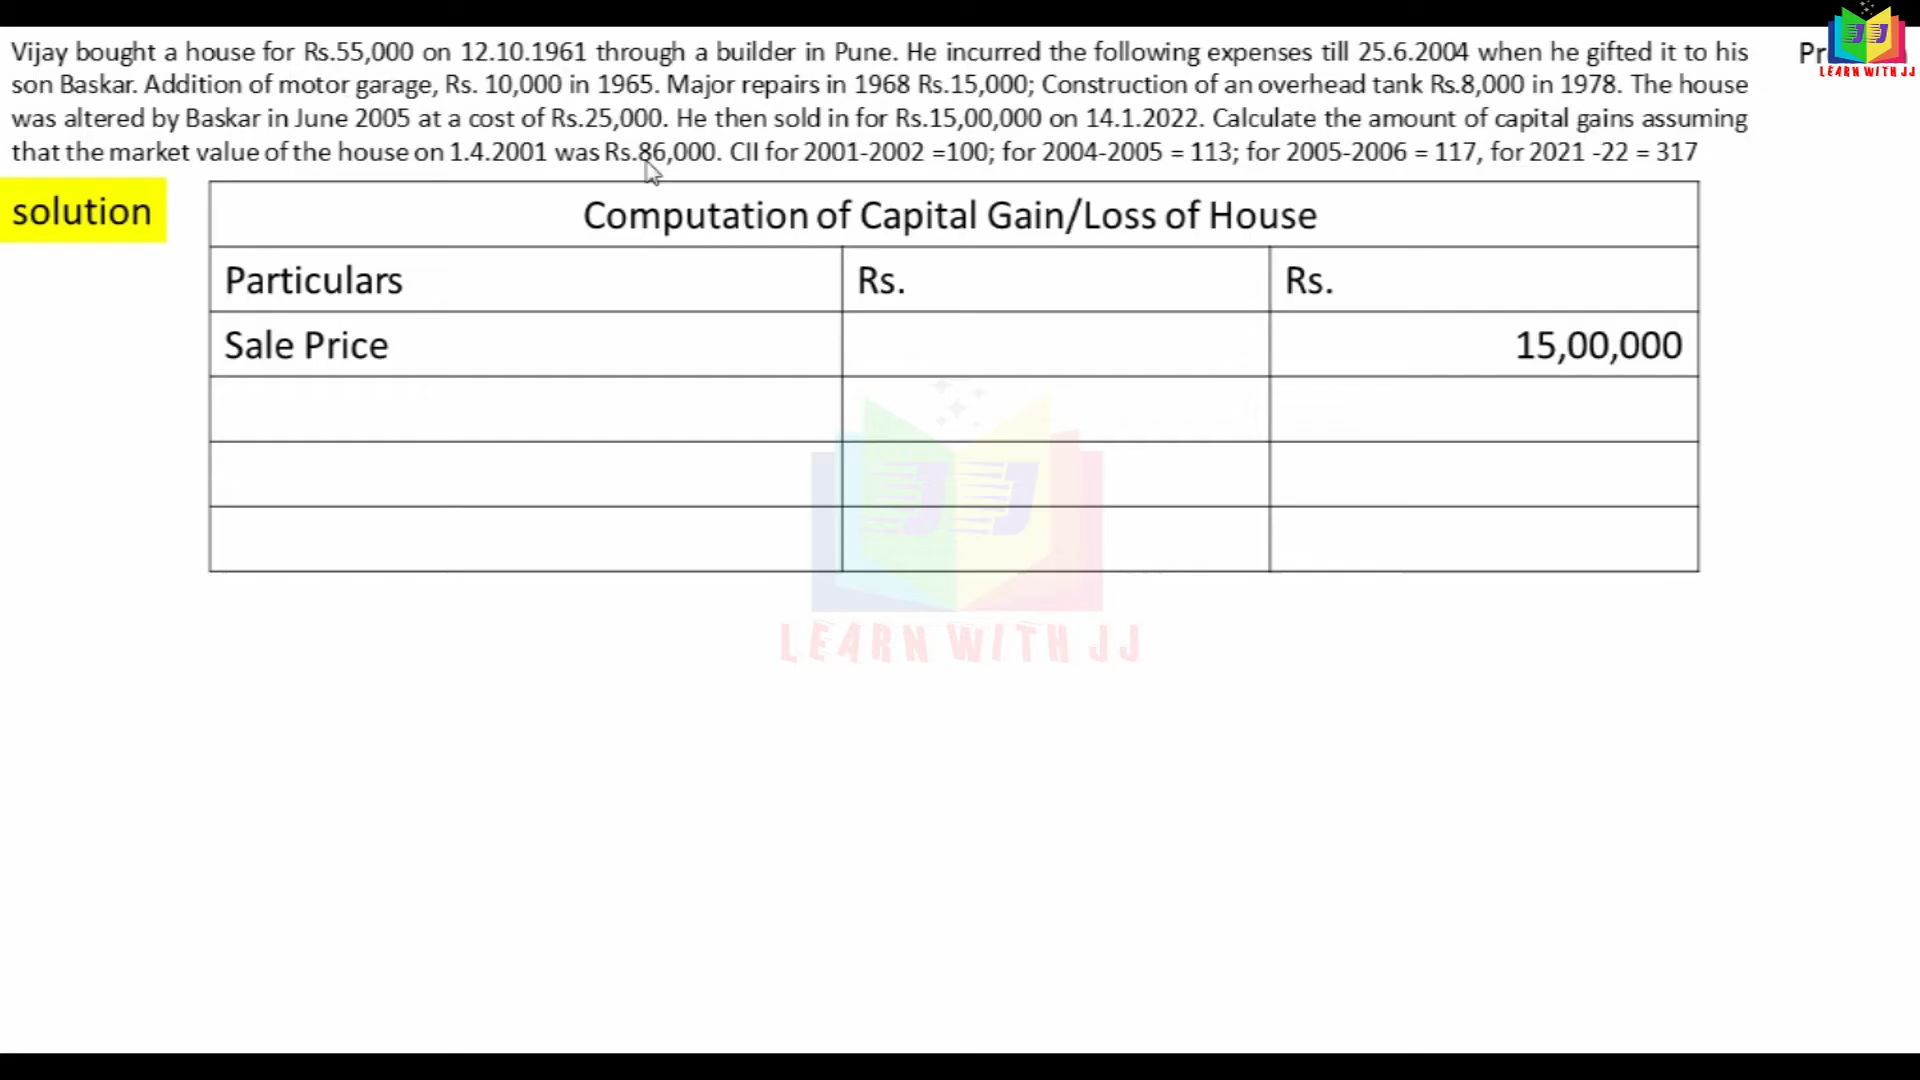 Vijay bought a house for Rs.55,000 on 12.10.1961 through a builder in Pune. He incurred the following expenses till 25.6.2004 when he gifted it to his
son Baskar. Addition of motor garage, Rs. 10,000 in 1965. Major repairs in 1968 Rs.15,000; Construction of an overhead tank Rs.8,000 in 1978. The house
was altered by Baskar in June 2005 at a cost of Rs.25,000. He then sold in for Rs.15,00,000 on 14.1.2022. Calculate the amount of capital gains assuming
that the market value of the house on 1.4.2001 was Rs.86,000. CII for 2001-2002 =100; for 2004-2005 = 113; for 2005-2006 = 117, for 2021 -22 = 317
JJ
LEARN WITH JJ
solution
Computation of Capital Gain/Loss of House
Particulars Rs. Rs.
Sale Price 15,00,000
JJ
LEARN WITH JJ